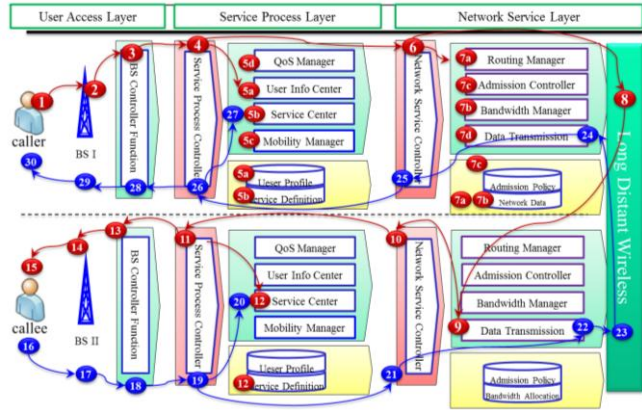 User Access Layer
Service Process Layer
Network Service Layer
1
2
3
4
6
8
caller
BS I
BS Controller Function
Service Process Controller
5d
QoS Manager
5a
User Info Center
5b
Service Center
5c
Mobility Manager
27
5a
Ueser Profile
5b
Service Definition
Network Service Controller
7a
Routing Manager
7c
Admission Controller
7b
Bandwidth Manager
7d
Data Transmission
24
7c
Admission Policy
7a
7b
Network Data
Long Distant Wireless
30
29
28
26
25
15
14
13
11
10
callee
BS II
BS Controller Function
Service Process Controller
QoS Manager
User Info Center
20
12
Service Center
Mobility Manager
Ueser Profile
12
Service Definition
Network Service Controller
Routing Manager
Admission Controller
Bandwidth Manager
9
Data Transmission
22
23
Admission Policy
Bandwidth Allocation
16
17
18
19
21